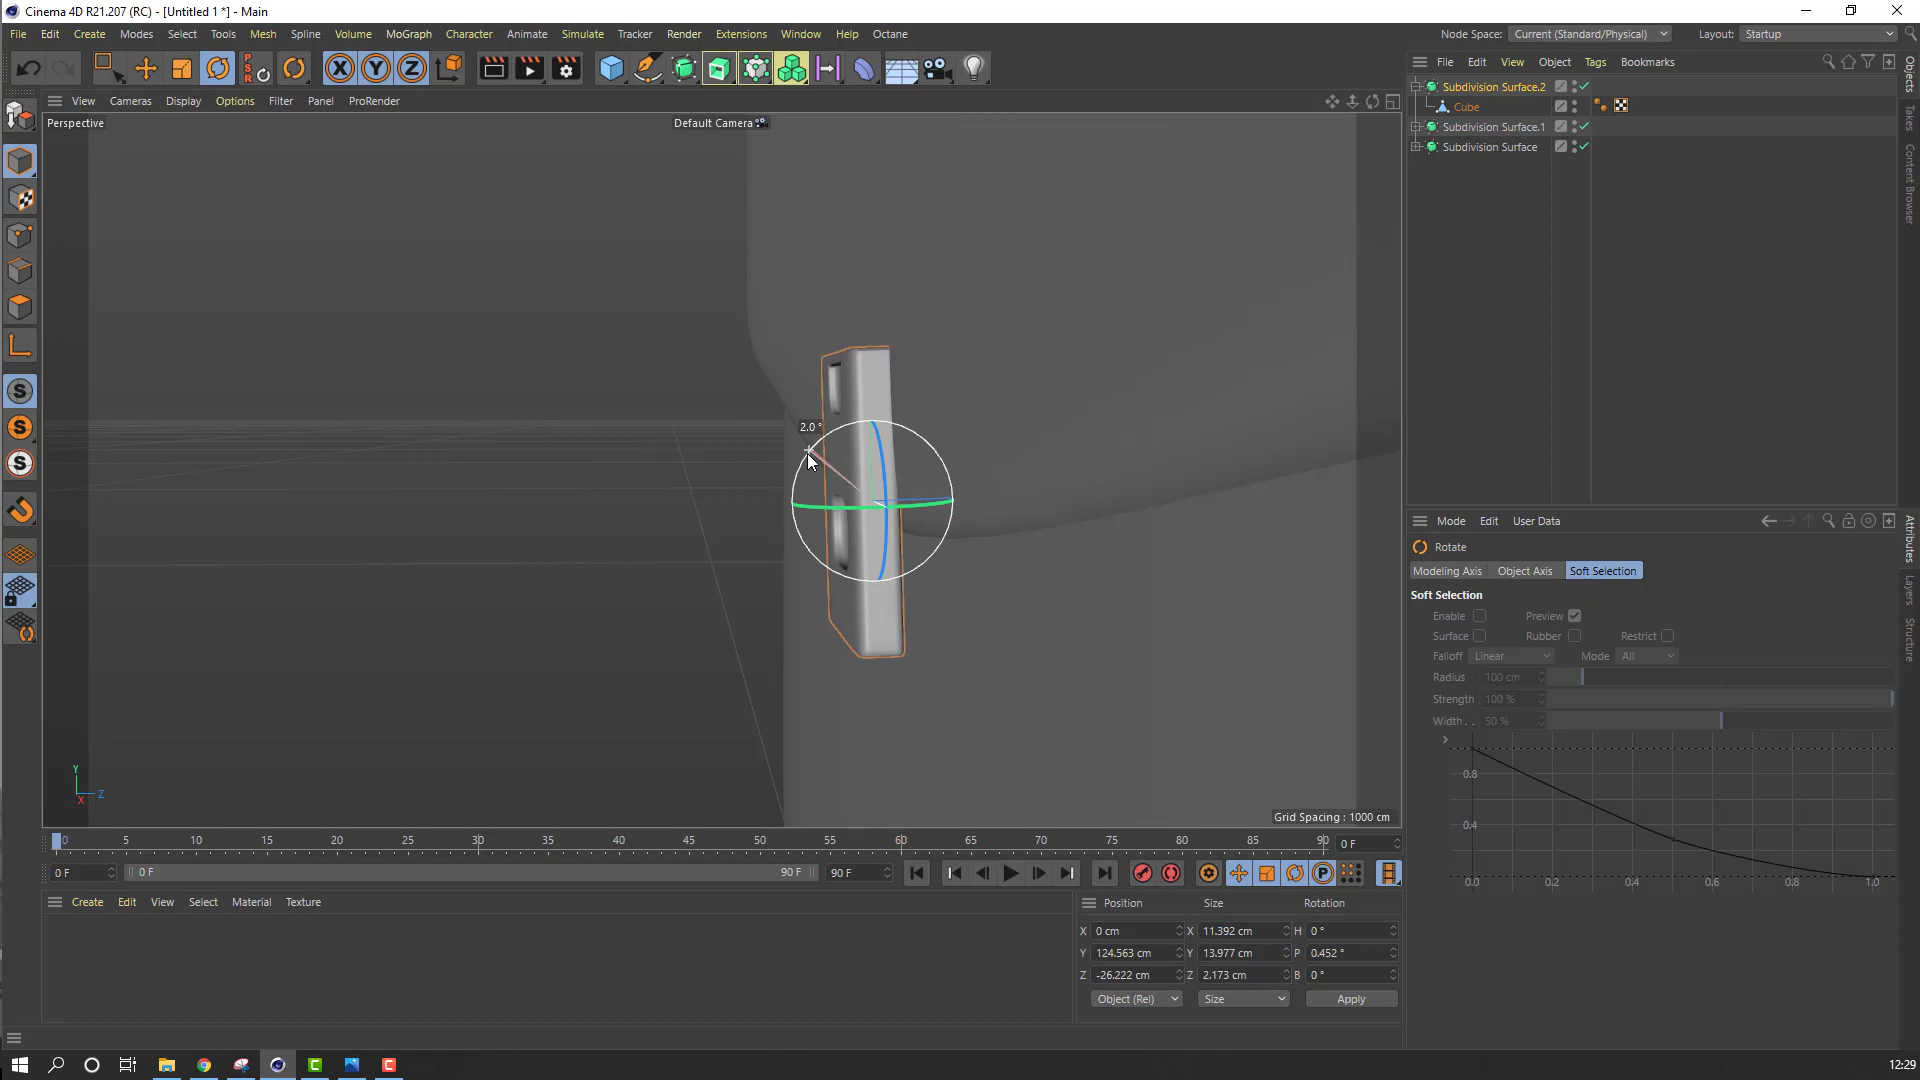 Cinema 4D R21.207 (RC) - [Untitled 1 *] - Main
File Edit Create Modes Select Tools Mesh Spline Volume MoGraph Character Animate Simulate Tracker Render Extensions Window Help Octane
Node Space: Current (Standard/Physical) Layout: Startup
X Y Z
PSR
View Cameras Display Options Filter Panel ProRender
Perspective
Default Camera
2.0 °
Y
Z
X
Grid Spacing : 1000 cm
S
S
S
File Edit View Object Tags Bookmarks
Subdivision Surface.2
Cube
Subdivision Surface.1
Subdivision Surface
Objects
Takes
Content Browser
Attributes
Layers
Structure
Mode Edit User Data
Rotate
Modeling Axis Object Axis Soft Selection
Soft Selection
Enable Preview
Surface Rubber Restrict
Falloff Linear Mode All
Radius 100 cm
Strength 100 %
Width . . 50 %
0.8
0.4
0.0 0.2 0.4 0.6 0.8 1.0
0 5 10 15 20 25 30 35 40 45 50 55 60 65 70 75 80 85 90 0 F
0 F 0 F 90 F 90 F
P
Create Edit View Select Material Texture
Position Size Rotation
X 0 cm X 11.392 cm H 0 °
Y 124.563 cm Y 13.977 cm P 0.452 °
Z -26.222 cm Z 2.173 cm B 0 °
Object (Rel) Size Apply
12:29